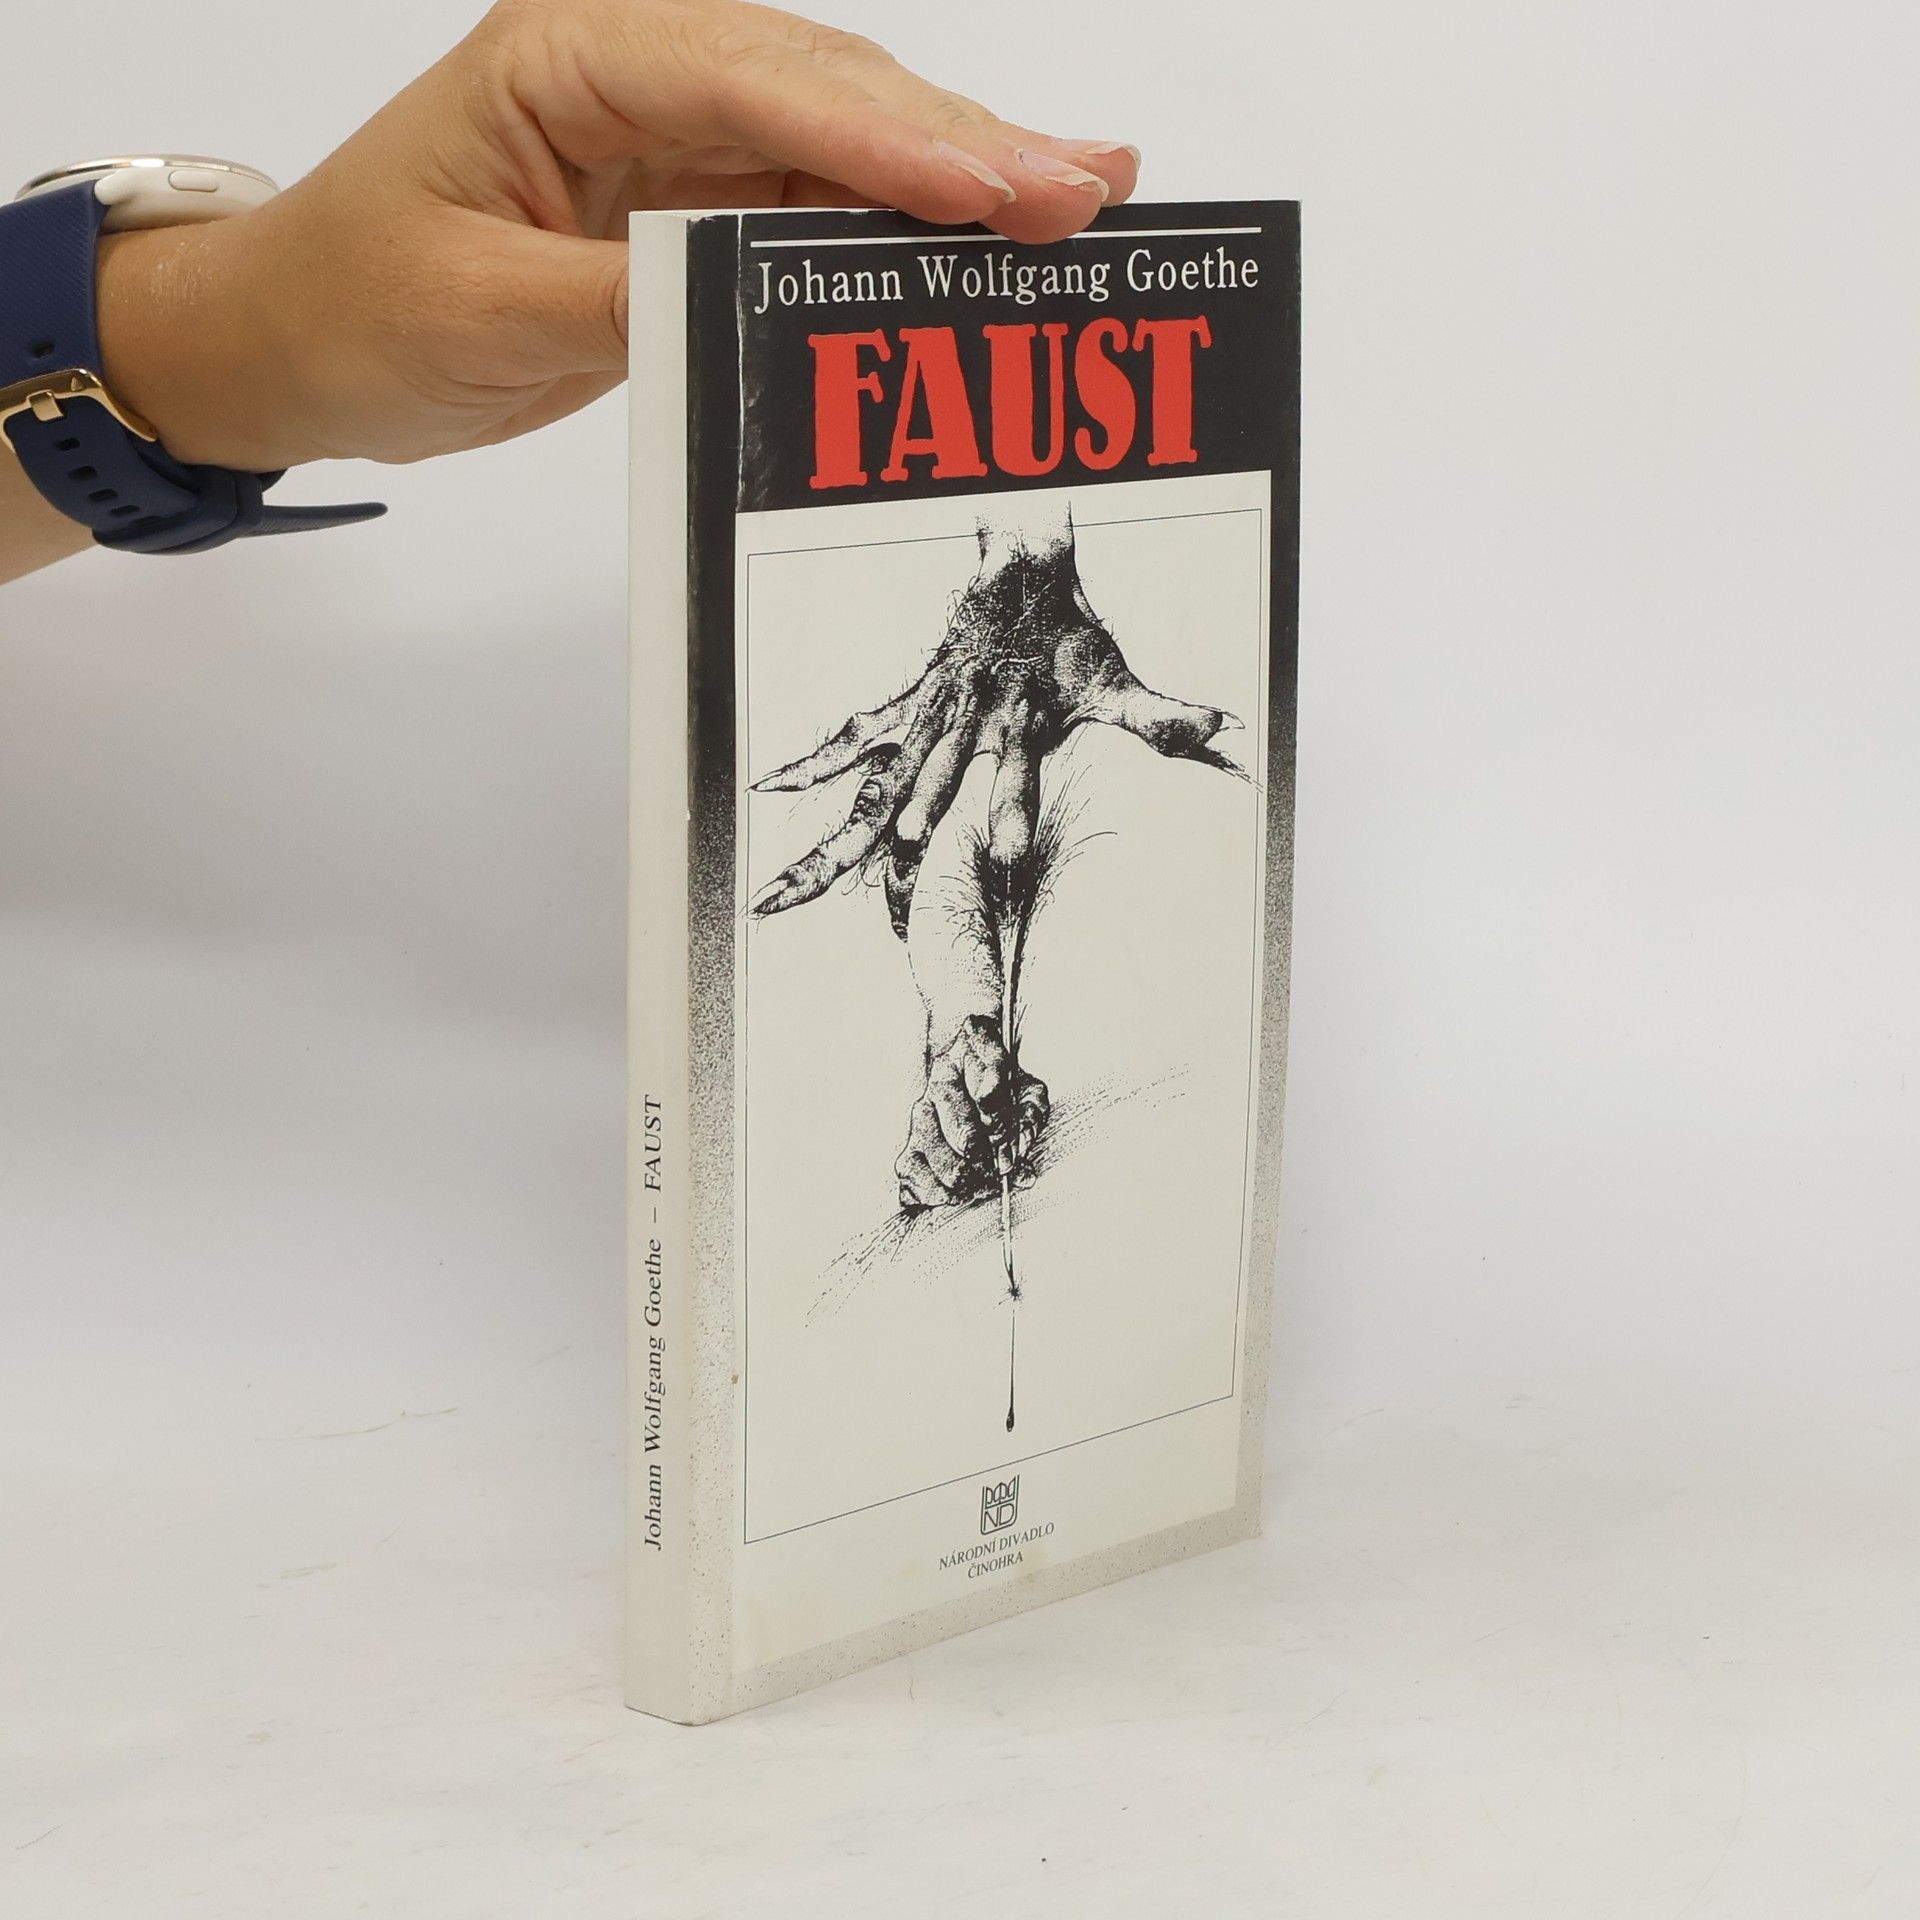 Johann Wolfgang Goethe
FAUST
ND
NÁRODNÍ DIVADLO
ČINOHRA
Johann Wolfgang Goethe – FAUST